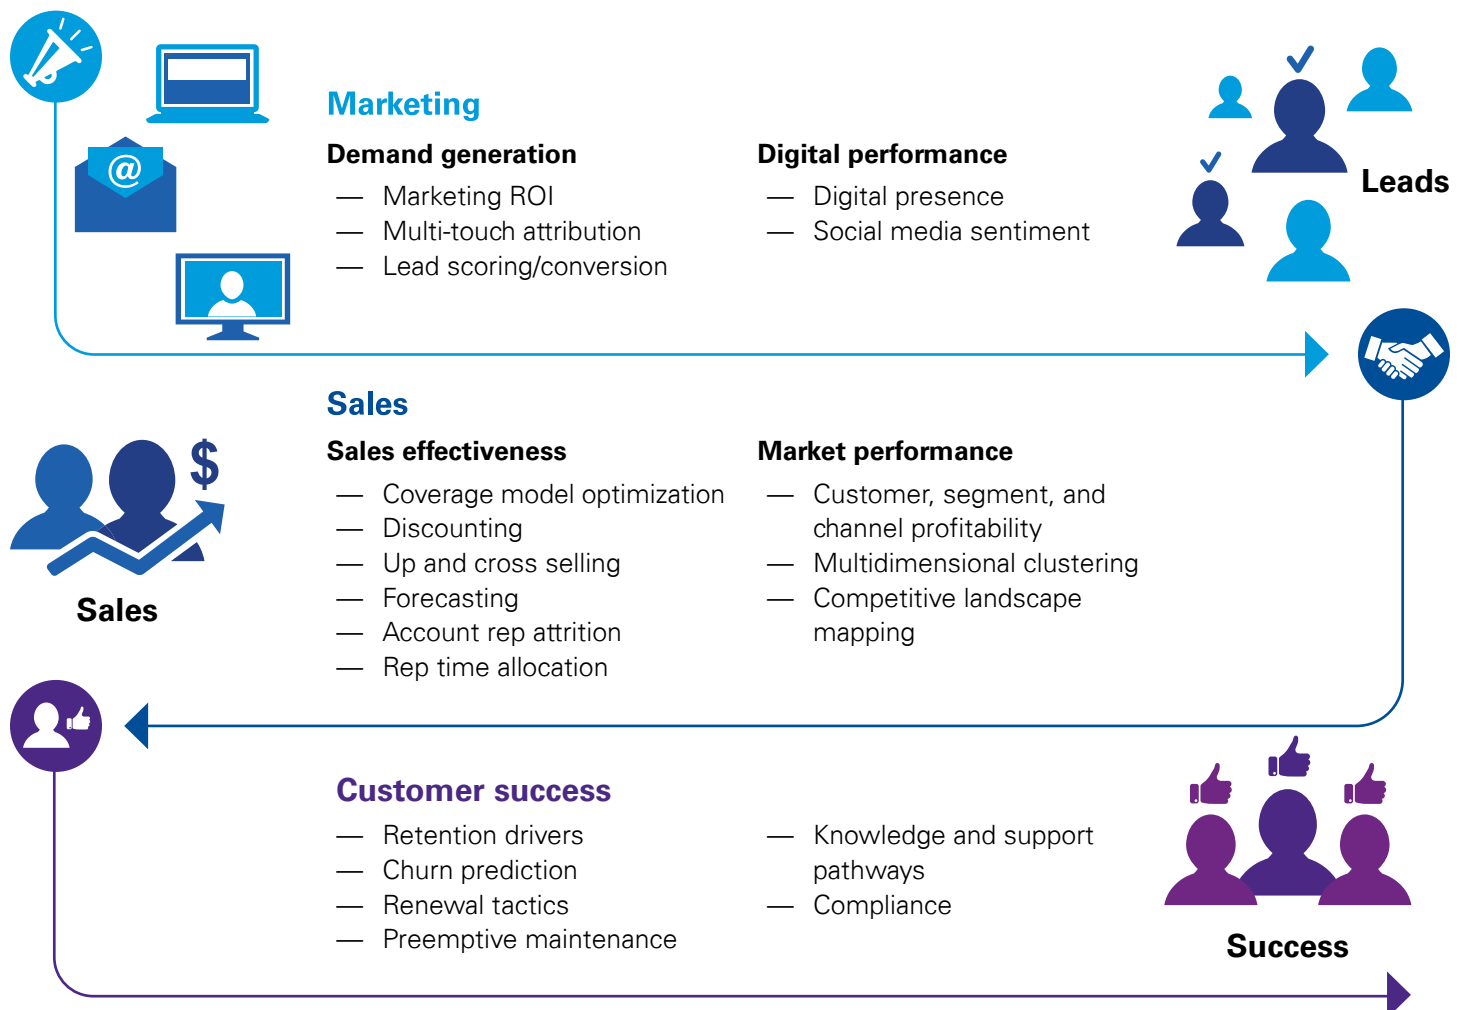 Marketing
Demand generation
— Marketing ROI
— Multi-touch attribution
— Lead scoring/conversion
Digital performance
— Digital presence
— Social media sentiment
Leads
@
Sales
Sales effectiveness
— Coverage model optimization
— Discounting
— Up and cross selling
— Forecasting
— Account rep attrition
— Rep time allocation
Market performance
— Customer, segment, and
channel profitability
— Multidimensional clustering
— Competitive landscape
mapping
$
Sales
Customer success
— Retention drivers
— Churn prediction
— Renewal tactics
— Preemptive maintenance
— Knowledge and support
pathways
— Compliance
Success